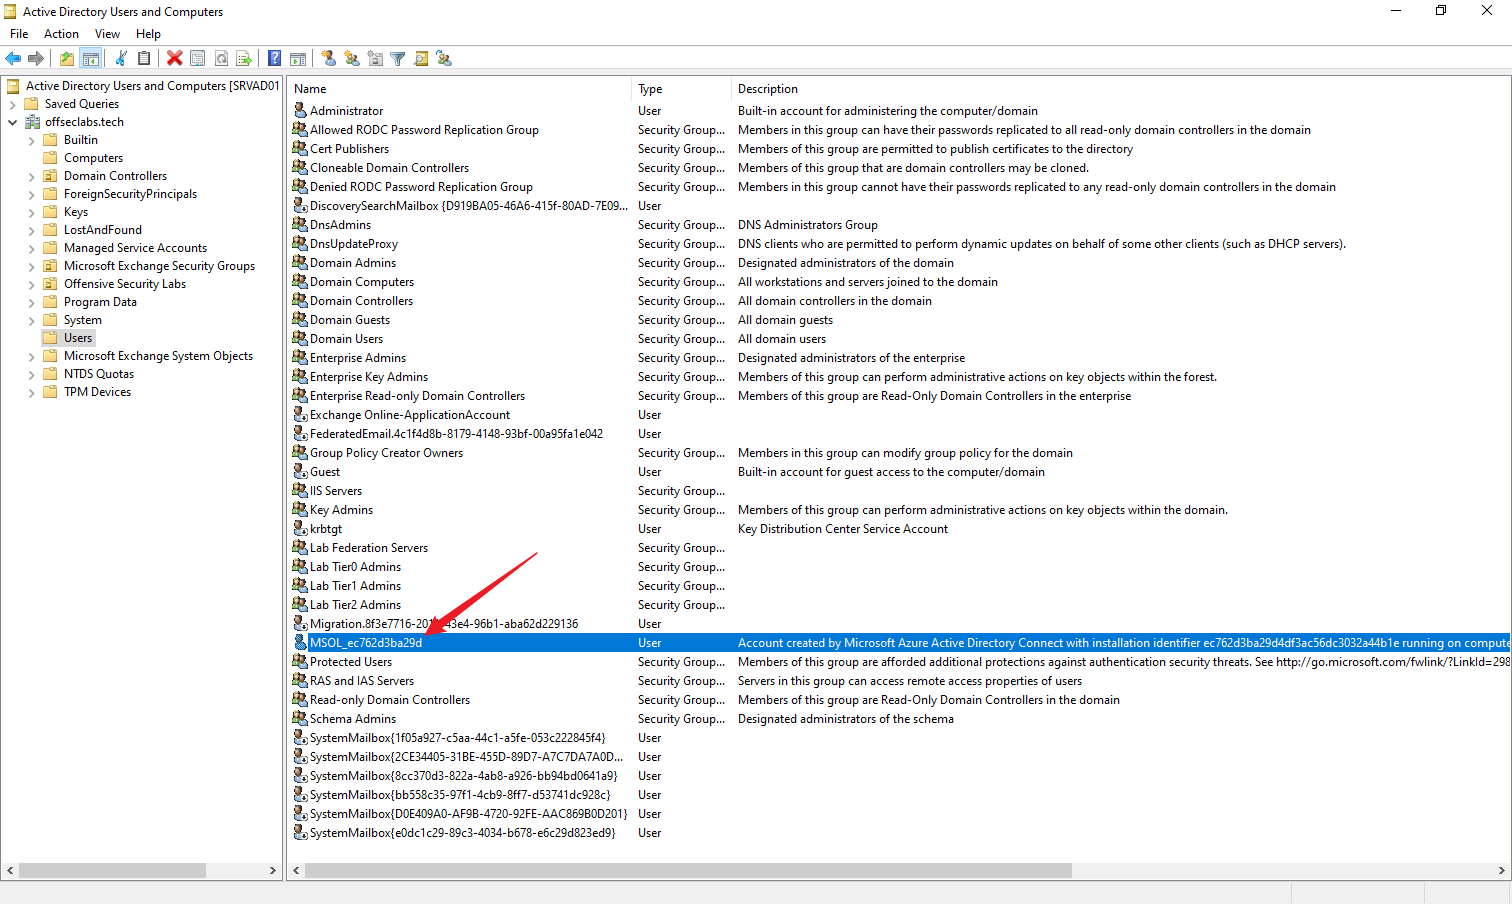 Active Directory Users and Computers
File Action View Help
Active Directory Users and Computers [SRVAD01
Saved Queries
offseclabs.tech
Builtin
Computers
Domain Controllers
ForeignSecurityPrincipals
Keys
LostAndFound
Managed Service Accounts
Microsoft Exchange Security Groups
Offensive Security Labs
Program Data
System
Users
Microsoft Exchange System Objects
NTDS Quotas
TPM Devices
Name Type Description
Administrator User Built-in account for administering the computer/domain
Allowed RODC Password Replication Group Security Group... Members in this group can have their passwords replicated to all read-only domain controllers in the domain
Cert Publishers Security Group... Members of this group are permitted to publish certificates to the directory
Cloneable Domain Controllers Security Group... Members of this group that are domain controllers may be cloned.
Denied RODC Password Replication Group Security Group... Members in this group cannot have their passwords replicated to any read-only domain controllers in the domain
DiscoverySearchMailbox {D919BA05-46A6-415f-80AD-7E09... User
DnsAdmins Security Group... DNS Administrators Group
DnsUpdateProxy Security Group... DNS clients who are permitted to perform dynamic updates on behalf of some other clients (such as DHCP servers).
Domain Admins Security Group... Designated administrators of the domain
Domain Computers Security Group... All workstations and servers joined to the domain
Domain Controllers Security Group... All domain controllers in the domain
Domain Guests Security Group... All domain guests
Domain Users Security Group... All domain users
Enterprise Admins Security Group... Designated administrators of the enterprise
Enterprise Key Admins Security Group... Members of this group can perform administrative actions on key objects within the forest.
Enterprise Read-only Domain Controllers Security Group... Members of this group are Read-Only Domain Controllers in the enterprise
Exchange Online-ApplicationAccount User
FederatedEmail.4c1f4d8b-8179-4148-93bf-00a95fa1e042 User
Group Policy Creator Owners Security Group... Members in this group can modify group policy for the domain
Guest User Built-in account for guest access to the computer/domain
IIS Servers Security Group...
Key Admins Security Group... Members of this group can perform administrative actions on key objects within the domain.
krbtgt User Key Distribution Center Service Account
Lab Federation Servers Security Group...
Lab Tier0 Admins Security Group...
Lab Tier1 Admins Security Group...
Lab Tier2 Admins Security Group...
User
MSOL_ec762d3ba29d User Account created by Microsoft Azure Active Directory Connect with installation identifier ec762d3ba29d4df3ac56dc3032a44b1e running on compute
Protected Users Security Group... Members of this group are afforded additional protections against authentication security threats. See http://go.microsoft.com/fwlink/?LinkId=298
RAS and IAS Servers Security Group... Servers in this group can access remote access properties of users
Read-only Domain Controllers Security Group... Members of this group are Read-Only Domain Controllers in the domain
Schema Admins Security Group... Designated administrators of the schema
SystemMailbox{1f05a927-c5aa-44c1-a5fe-053c222845f4} User
SystemMailbox{2CE34405-31BE-455D-89D7-A7C7DA7A0D... User
SystemMailbox{8cc370d3-822a-4ab8-a926-bb94bd0641a9} User
SystemMailbox{bb558c35-97f1-4cb9-8ff7-d53741dc928c} User
SystemMailbox{D0E409A0-AF9B-4720-92FE-AAC869B0D201} User
SystemMailbox{e0dc1c29-89c3-4034-b678-e6c29d823ed9} User